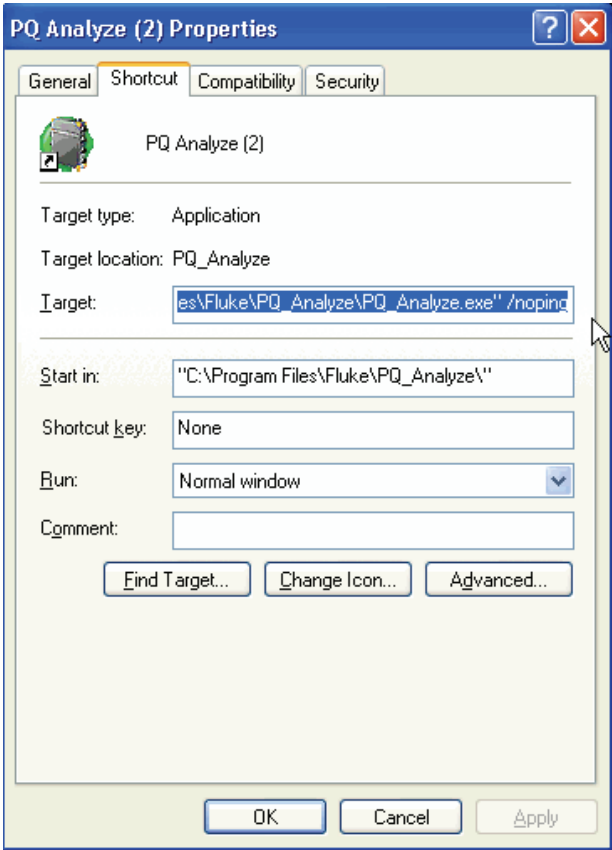 PQ Analyze (2) Properties
?
X
General Shortcut Compatibility Security
PQ Analyze (2)
Target type: Application
Target location: PQ_Analyze
Target: es\Fluke\PQ_Analyze\PQ_Analyze.exe" /noping
Start in: "C:\Program Files\Fluke\PQ_Analyze\"
Shortcut key: None
Run: Normal window
Comment:
Find Target... Change Icon... Advanced...
OK Cancel Apply